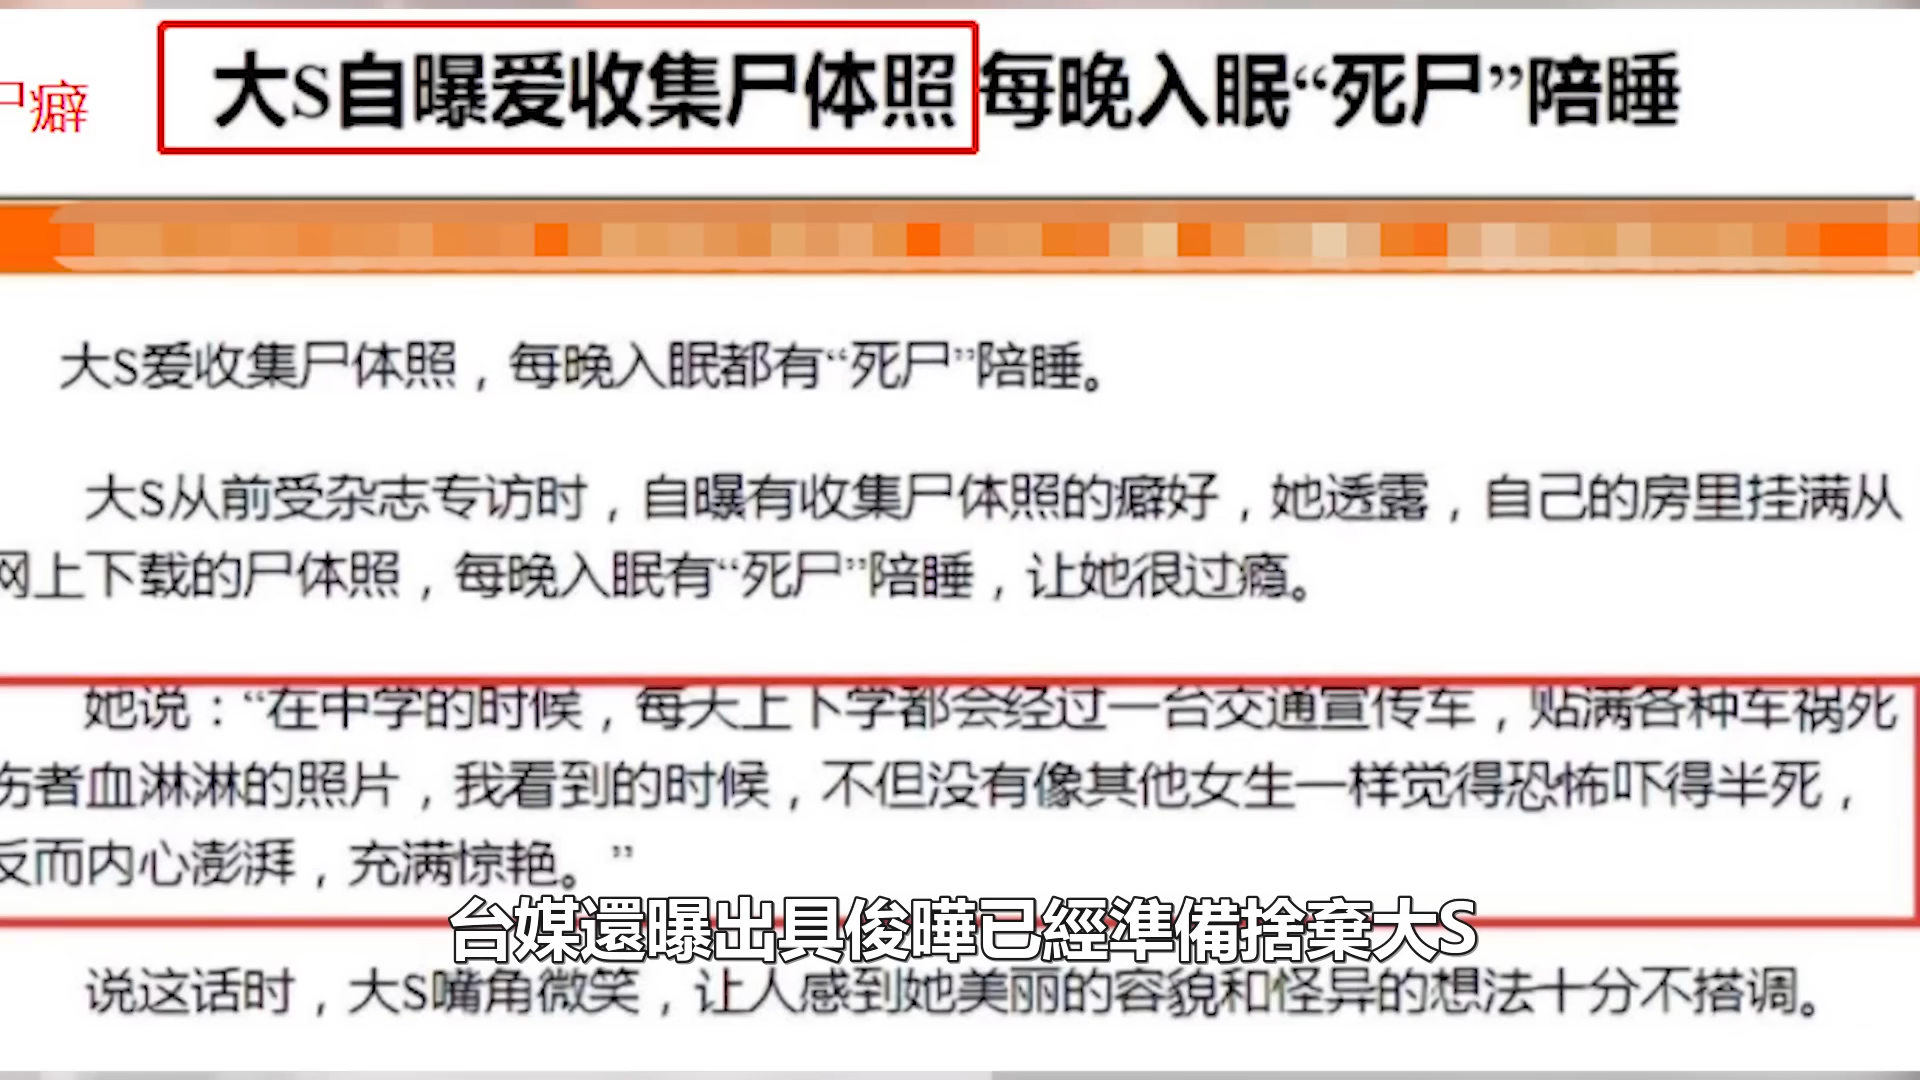 大S自曝爱收集尸体照 每晚入眠“死尸”陪睡
尸癖
大S爱收集尸体照，每晚入眠都有“死尸”陪睡。
大S从前受杂志专访时，自曝有收集尸体照的癖好，她透露，自己的房里挂满从
网上下载的尸体照，每晚入眠有“死尸”陪睡，让她很过瘾。
她说：“在中学的时候，每天上下学都会经过一台交通宣传车，贴满各种车祸死
伤者血淋淋的照片，我看到的时候，不但没有像其他女生一样觉得恐怖吓得半死，
反而内心澎湃，充满惊艳。”
台媒還曝出具俊曄已經準備捨棄大S
说这话时，大S嘴角微笑，让人感到她美丽的容貌和怪异的想法十分不搭调。